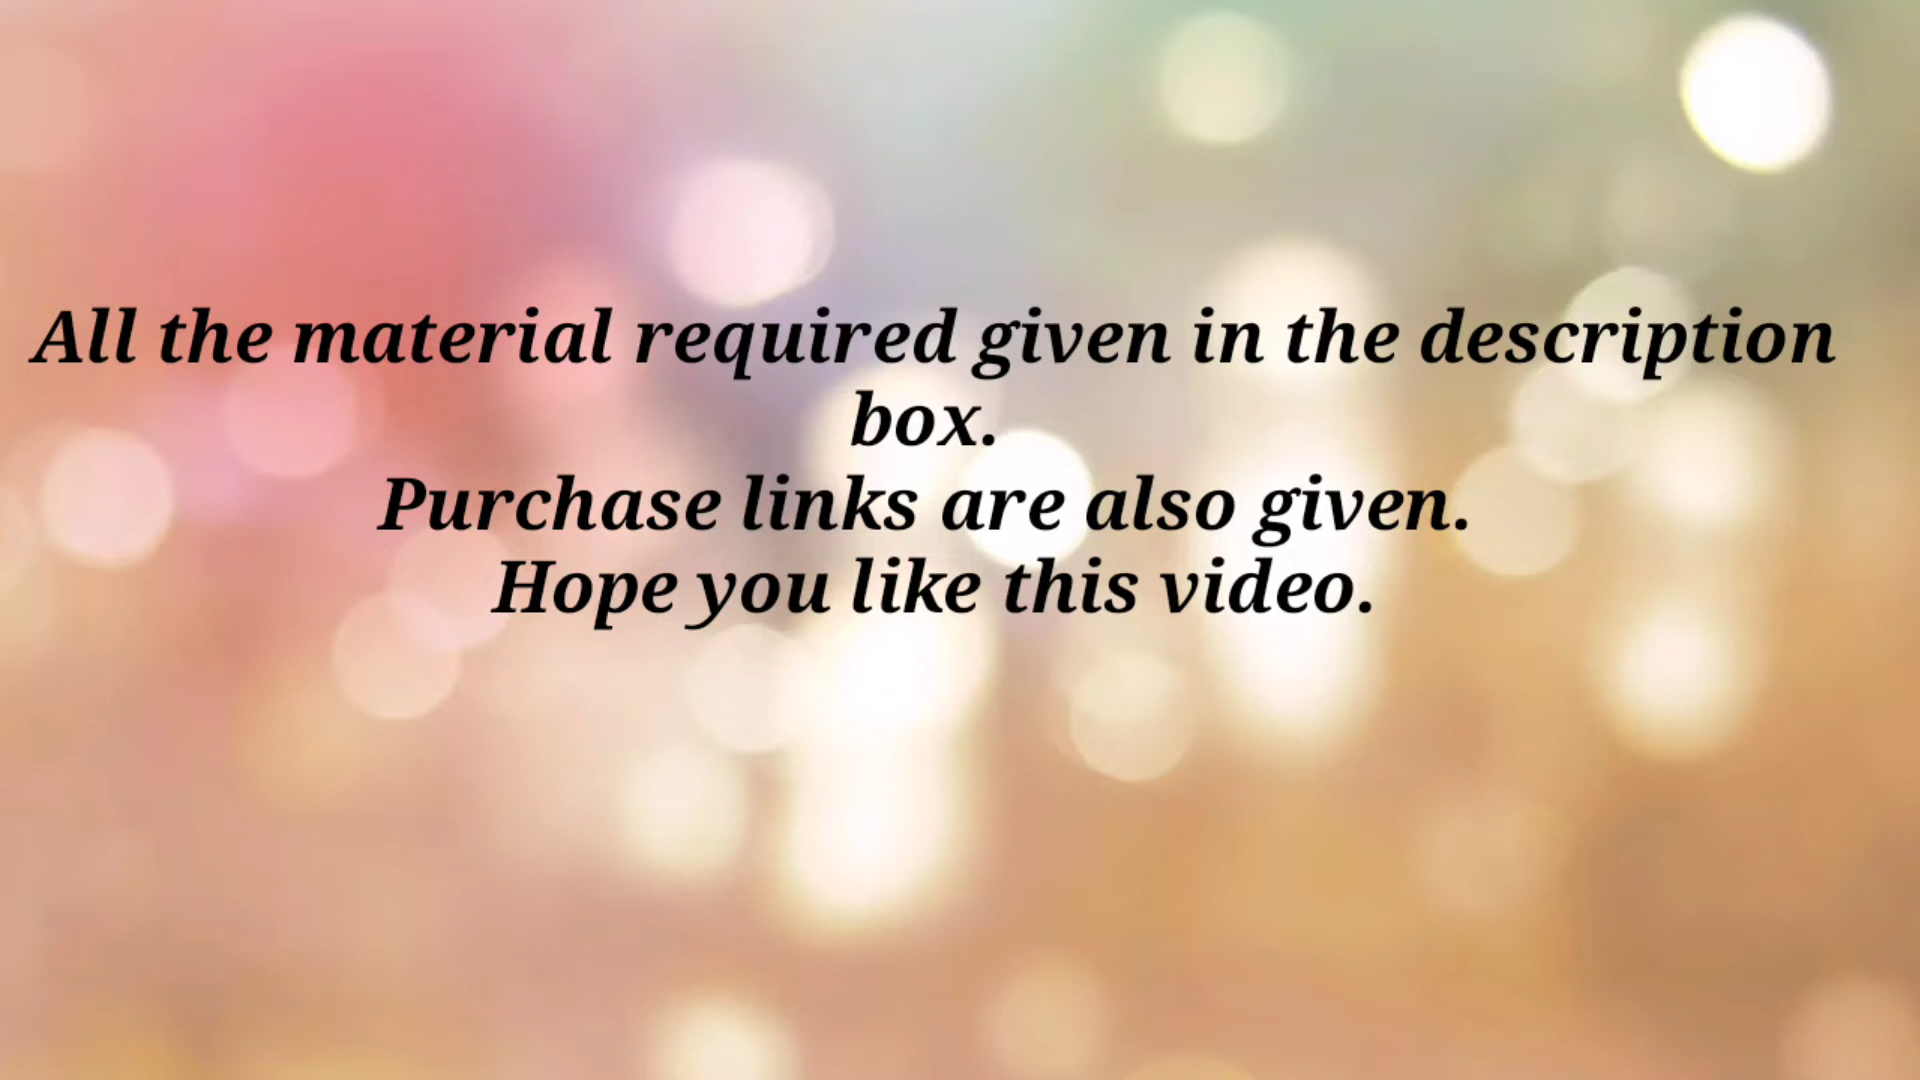 All the material required given in the description
box.
Purchase links are also given.
Hope you like this video.